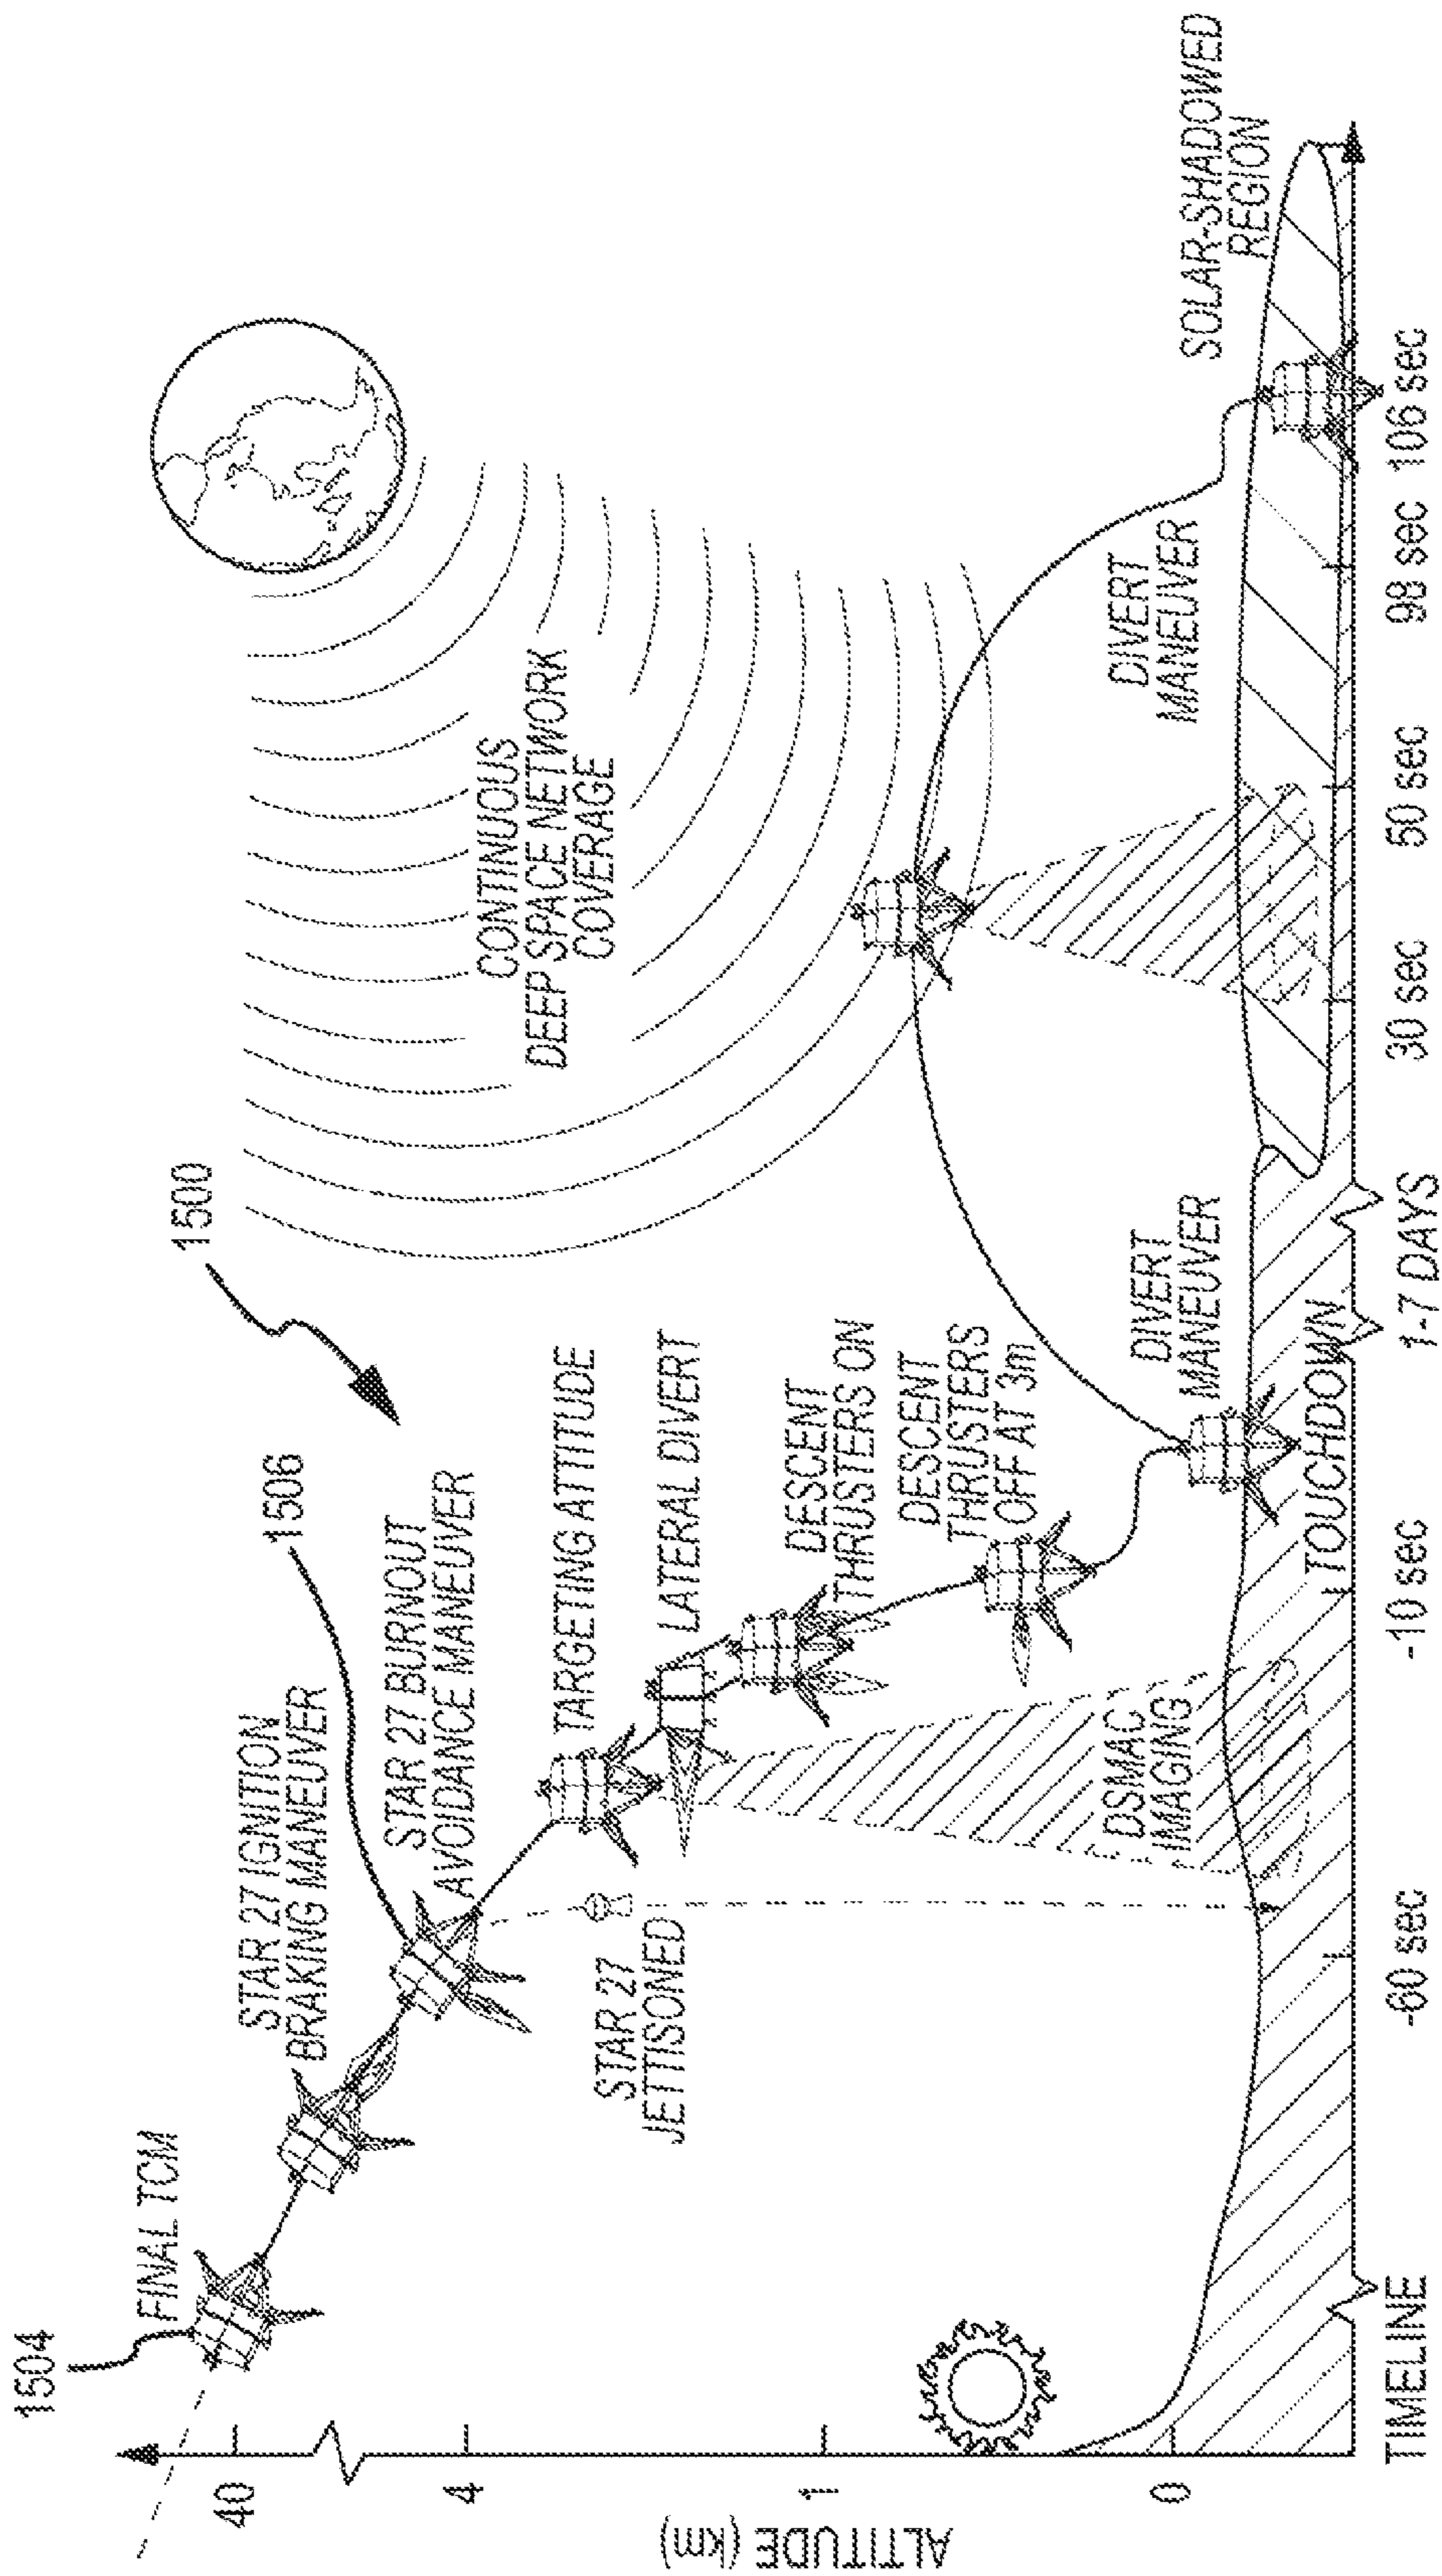 1504
FINAL TCM
STAR 27 IGNITION
BRAKING MANEUVER
1506
STAR 27 BURNOUT
AVOIDANCE MANEUVER
1500
TARGETING ATTITUDE
LATERAL DIVERT
STAR 27
JETTISONED
DESCENT
THRUSTERS ON
DESCENT
THRUSTERS
OFF AT 3m
CONTINUOUS
DEEP SPACE NETWORK
COVERAGE
DSMAC
IMAGING
DIVERT
MANEUVER
TOUCHDOWN
DIVERT
MANEUVER
SOLAR-SHADOWED
REGION
ALTITUDE (km)
40
4
1
0
TIMELINE
-60 sec
-10 sec
1-7 DAYS
30 sec
50 sec
98 sec
106 sec